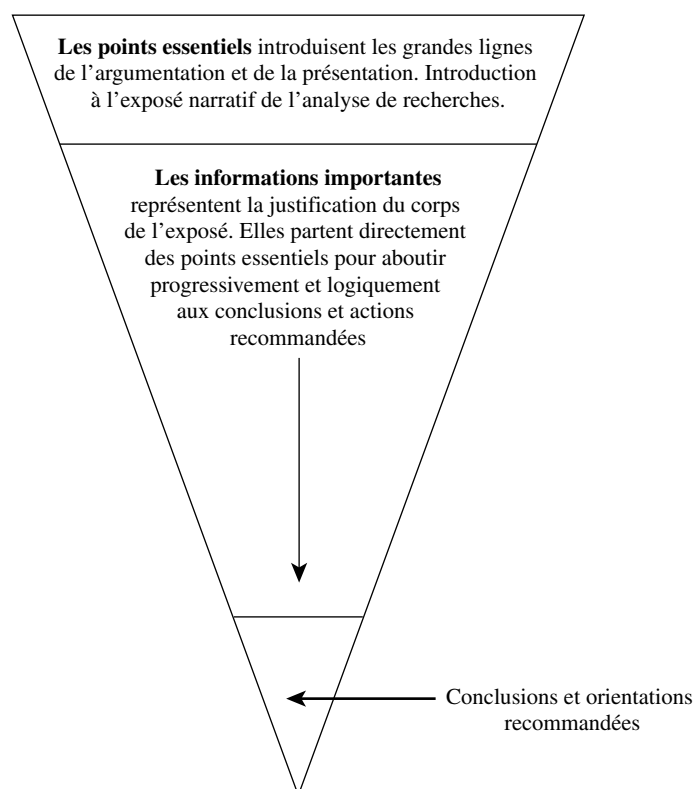 Les points essentiels introduisent les grandes lignes
de l’argumentation et de la présentation. Introduction
à l’exposé narratif de l’analyse de recherches.
Les informations importantes
représentent la justification du corps
de l’exposé. Elles partent directement
des points essentiels pour aboutir
progressivement et logiquement
aux conclusions et actions
recommandées
Conclusions et orientations
recommandées